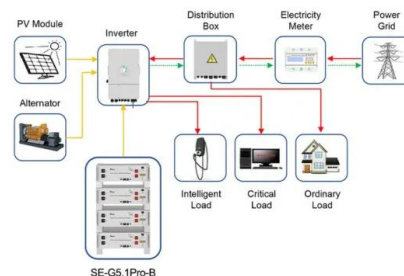 PV Module
Inverter
Distribution
Box
Electricity
Meter
Power
Grid
Alternator
Intelligent
Load
Critical
Load
Ordinary
Load
SE-G5.1Pro-B